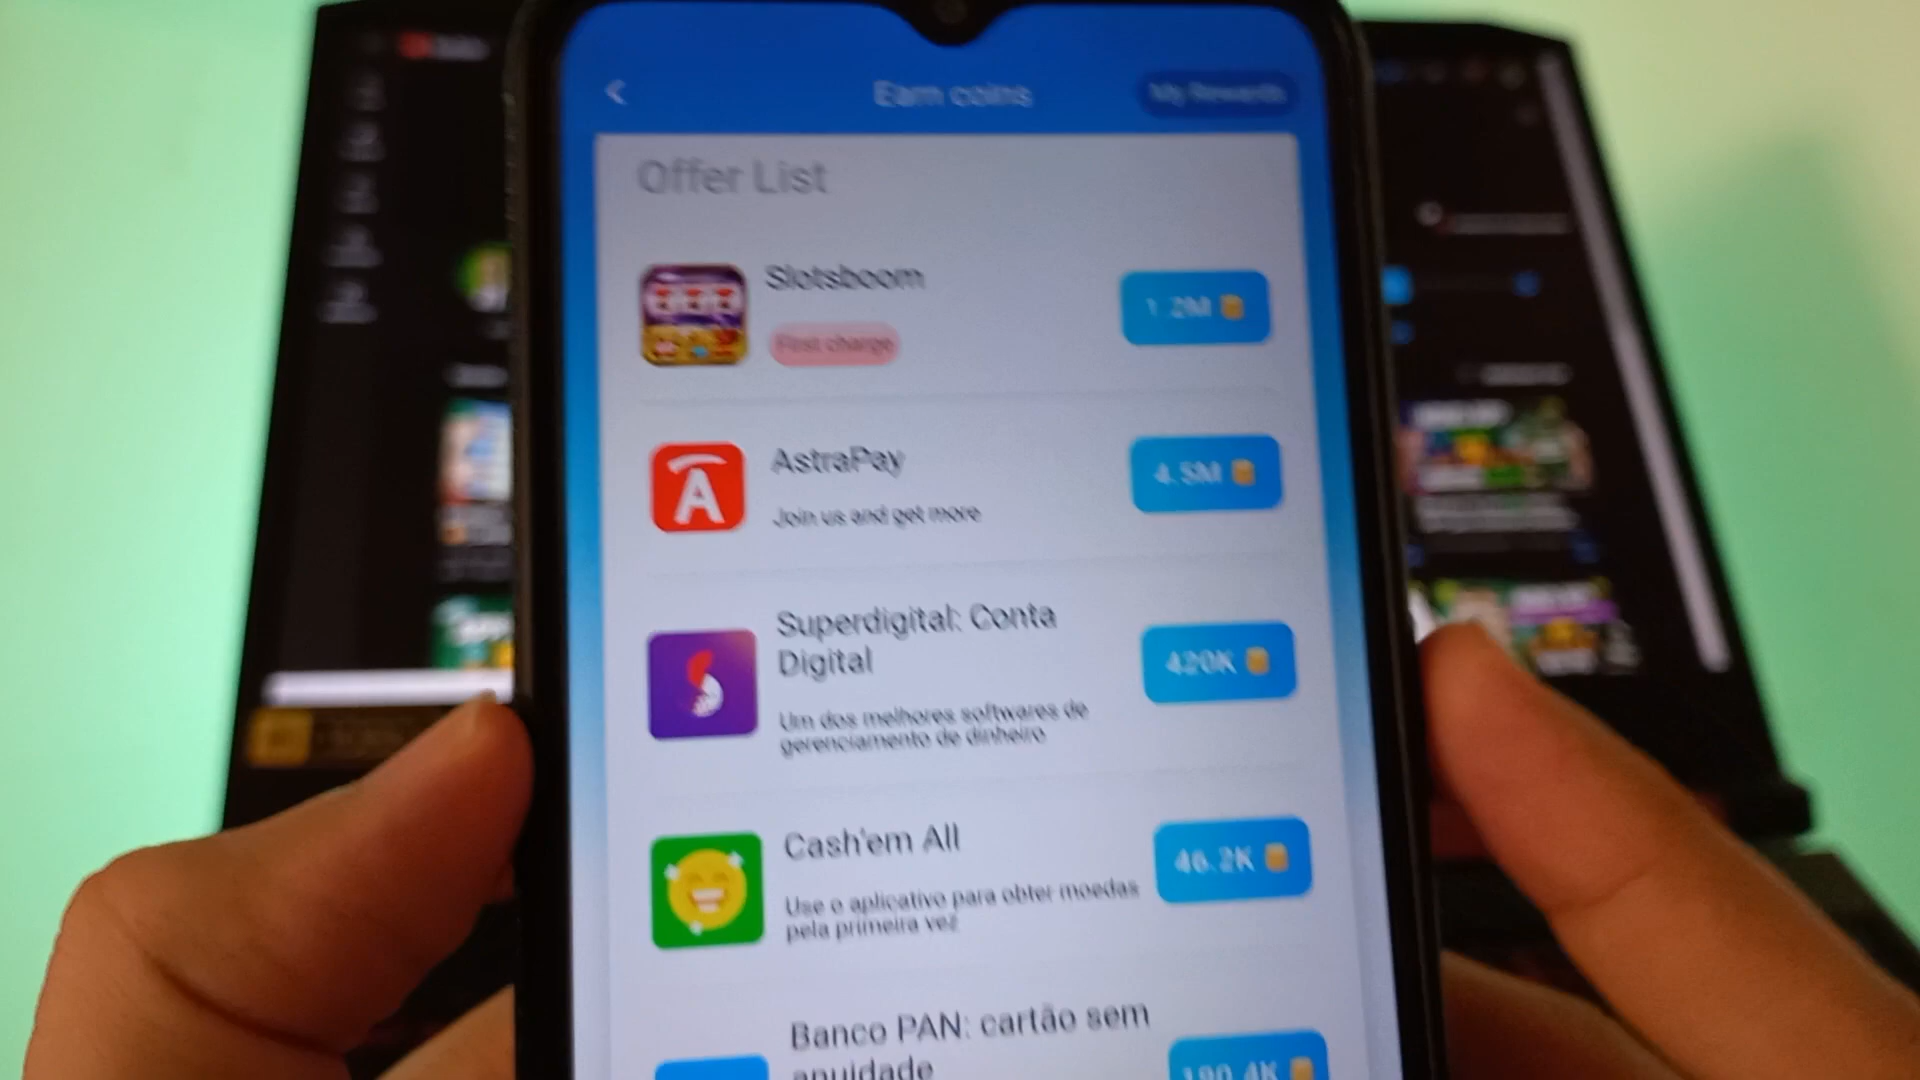 Earn coins
My Rewards
Offer List
Slotsboom
First charge
1.2M
AstraPay
Join us and get more
4.5M
Superdigital: Conta
Digital
Um dos melhores softwares de
gerenciamento de dinheiro
420K
Cash'em All
Use o aplicativo para obter moedas
pela primeira vez
46.2K
Banco PAN: cartão sem
anuidade
190.4K